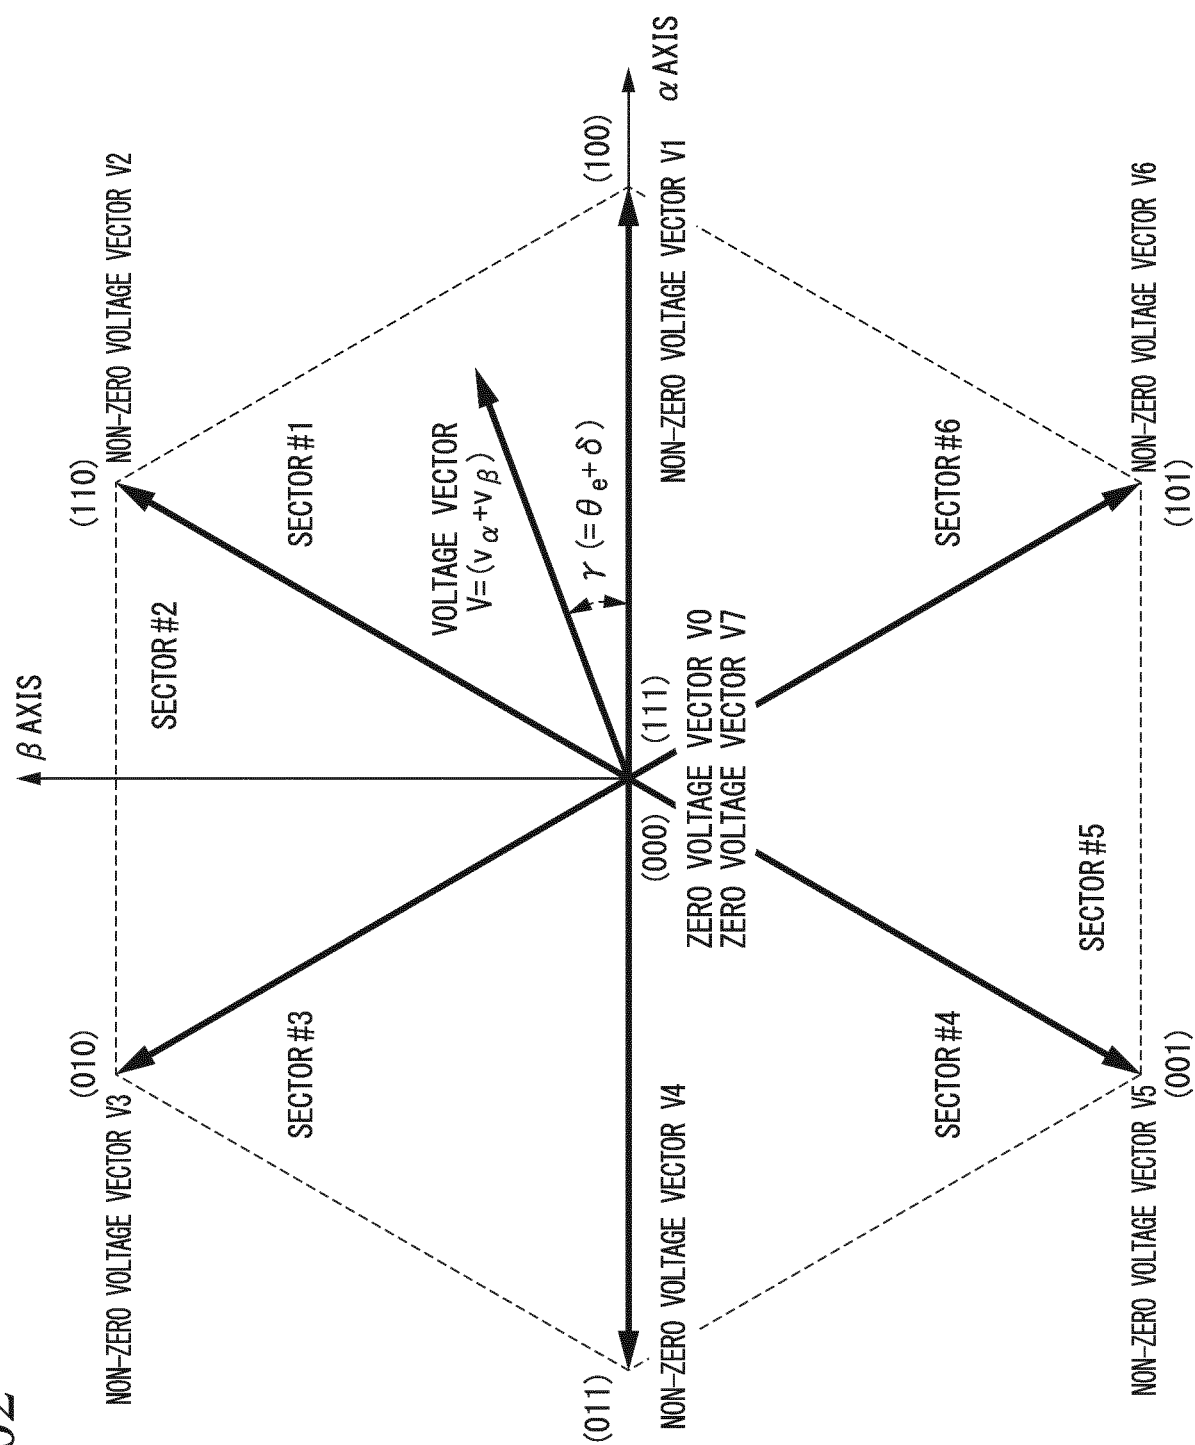 β AXIS
(010)
(110)
NON-ZERO VOLTAGE VECTOR V3
NON-ZERO VOLTAGE VECTOR V2
SECTOR#2
SECTOR#3
SECTOR#1
VOLTAGE VECTOR
V=(vα+vβ)
γ(=θe+δ)
(011)
(100)
(000)
(111)
α AXIS
NON-ZERO VOLTAGE VECTOR V4
NON-ZERO VOLTAGE VECTOR V1
ZERO VOLTAGE VECTOR V0
ZERO VOLTAGE VECTOR V7
SECTOR#4
SECTOR#6
SECTOR#5
NON-ZERO VOLTAGE VECTOR V5
NON-ZERO VOLTAGE VECTOR V6
(001)
(101)